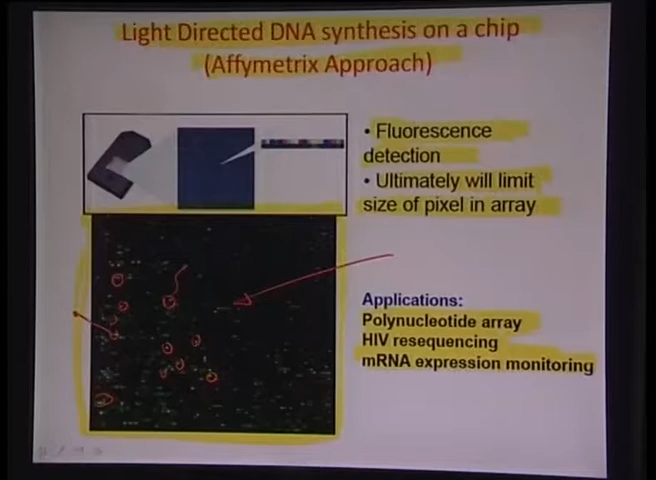 Light Directed DNA synthesis on a chip
(Affymetrix Approach)
• Fluorescence
detection
• Ultimately will limit
size of pixel in array
Applications:
Polynucleotide array
HIV resequencing
mRNA expression monitoring